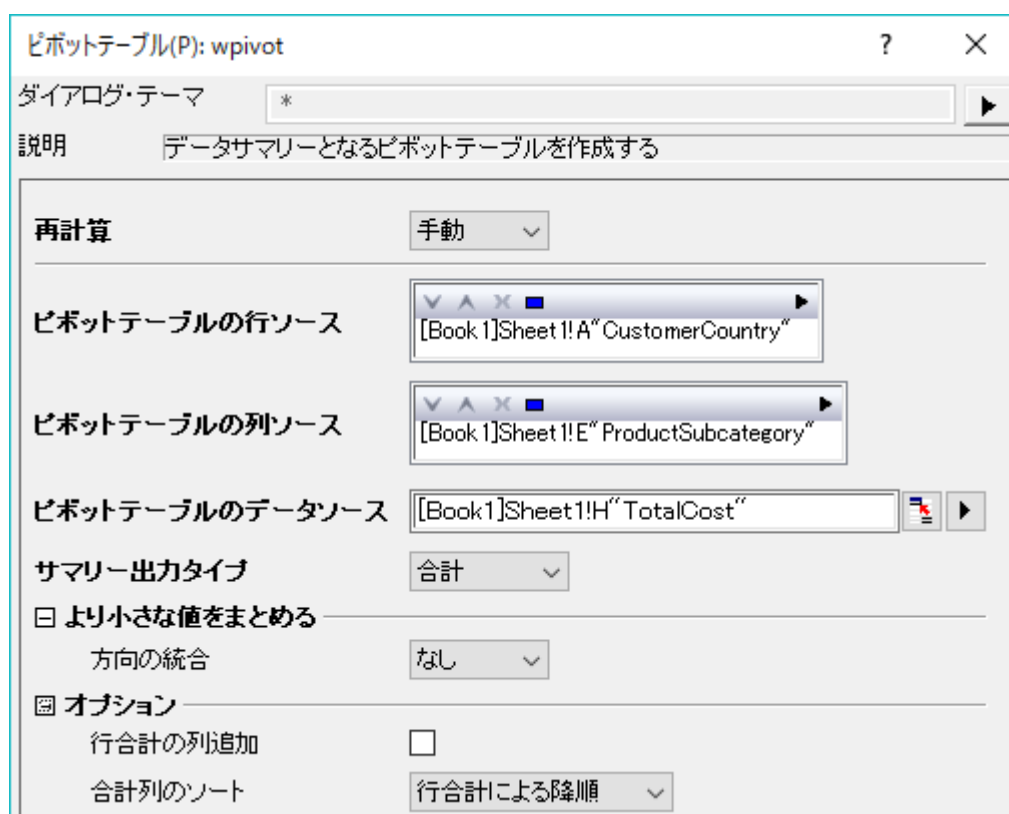 ピボットテーブル(P): wpivot ? ×
ダイアログ・テーマ *
説明 データサマリーとなるピボットテーブルを作成する
再計算 手動
ピボットテーブルの行ソース [Book1]Sheet1!A"CustomerCountry"
ピボットテーブルの列ソース [Book1]Sheet1!E"ProductSubcategory"
ピボットテーブルのデータソース [Book1]Sheet1!H"TotalCost"
サマリー出力タイプ 合計
より小さな値をまとめる
方向の統合 なし
オプション
行合計の列追加
合計列のソート 行合計による降順